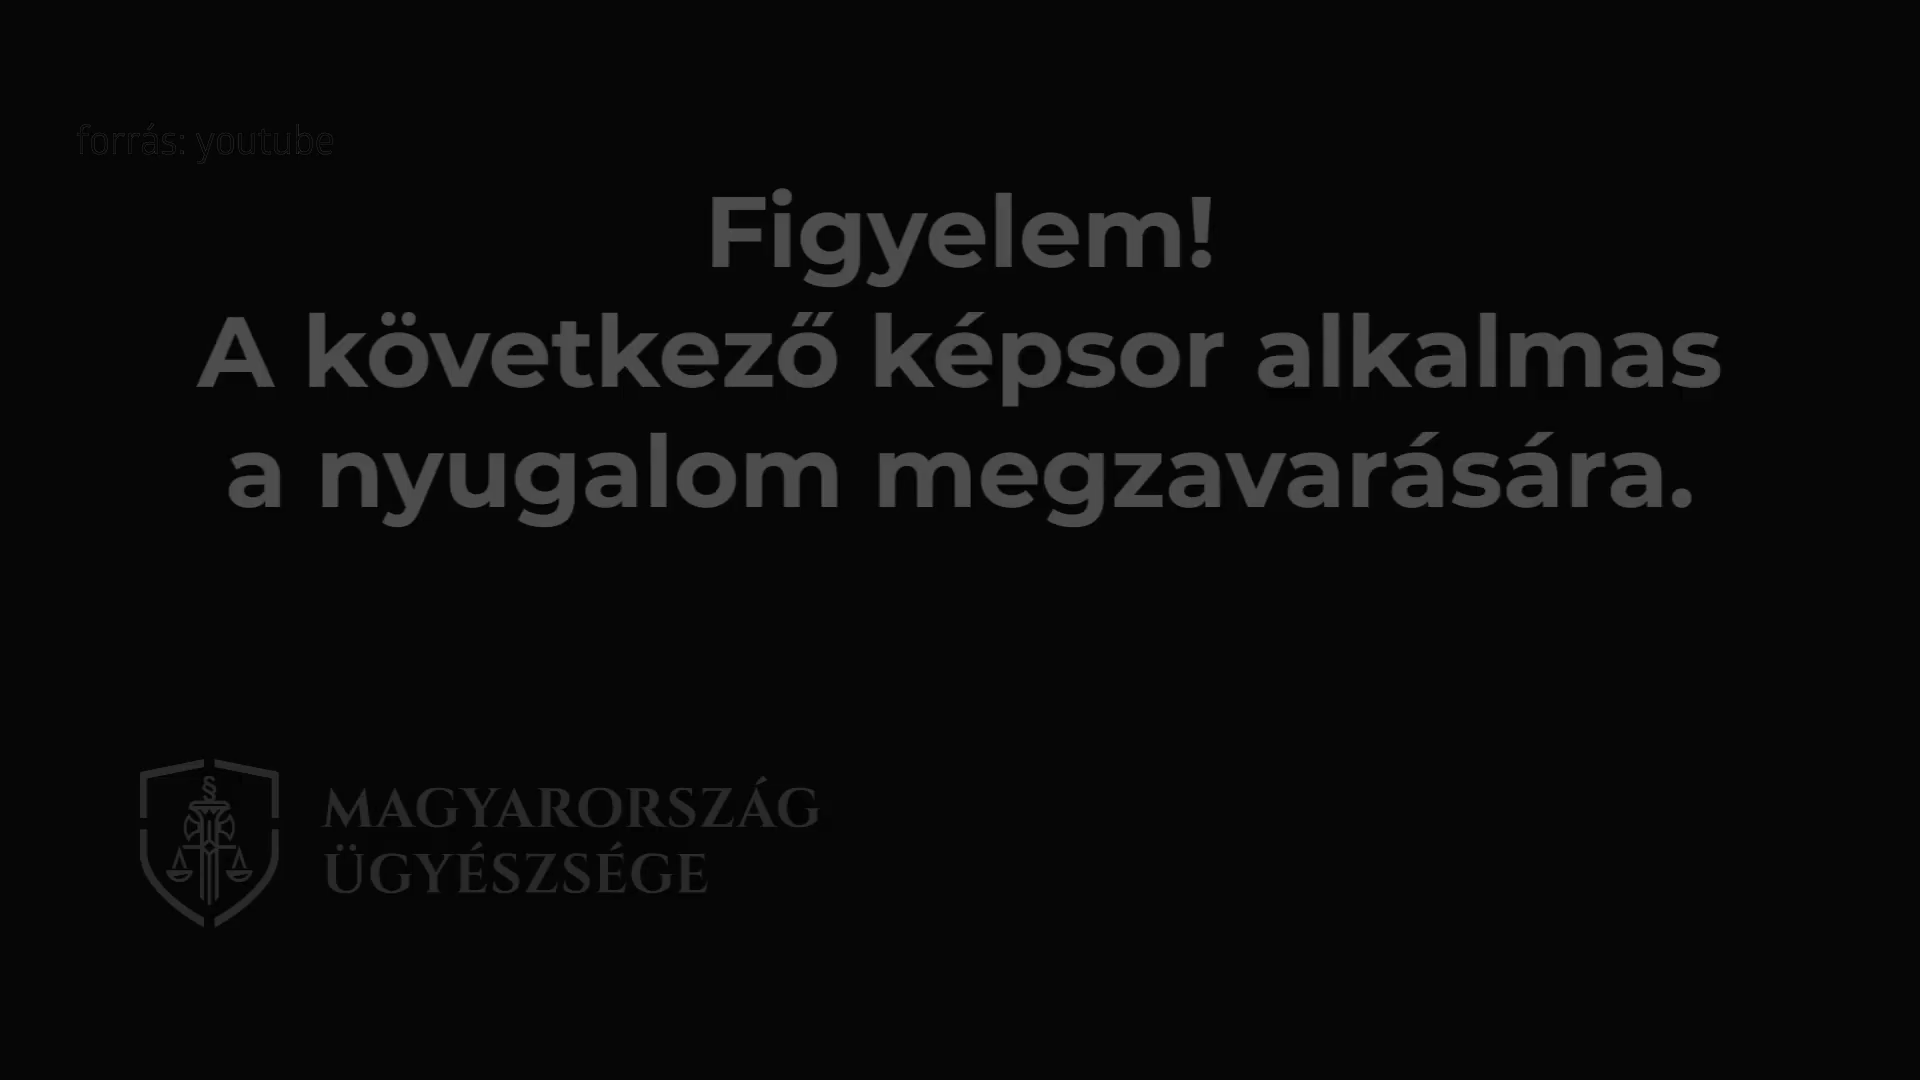 forrás: youtube
Figyelem!
A következő képsor alkalmas
a nyugalom megzavarására.
§
MAGYARORSZÁG
ÜGYÉSZSÉGE